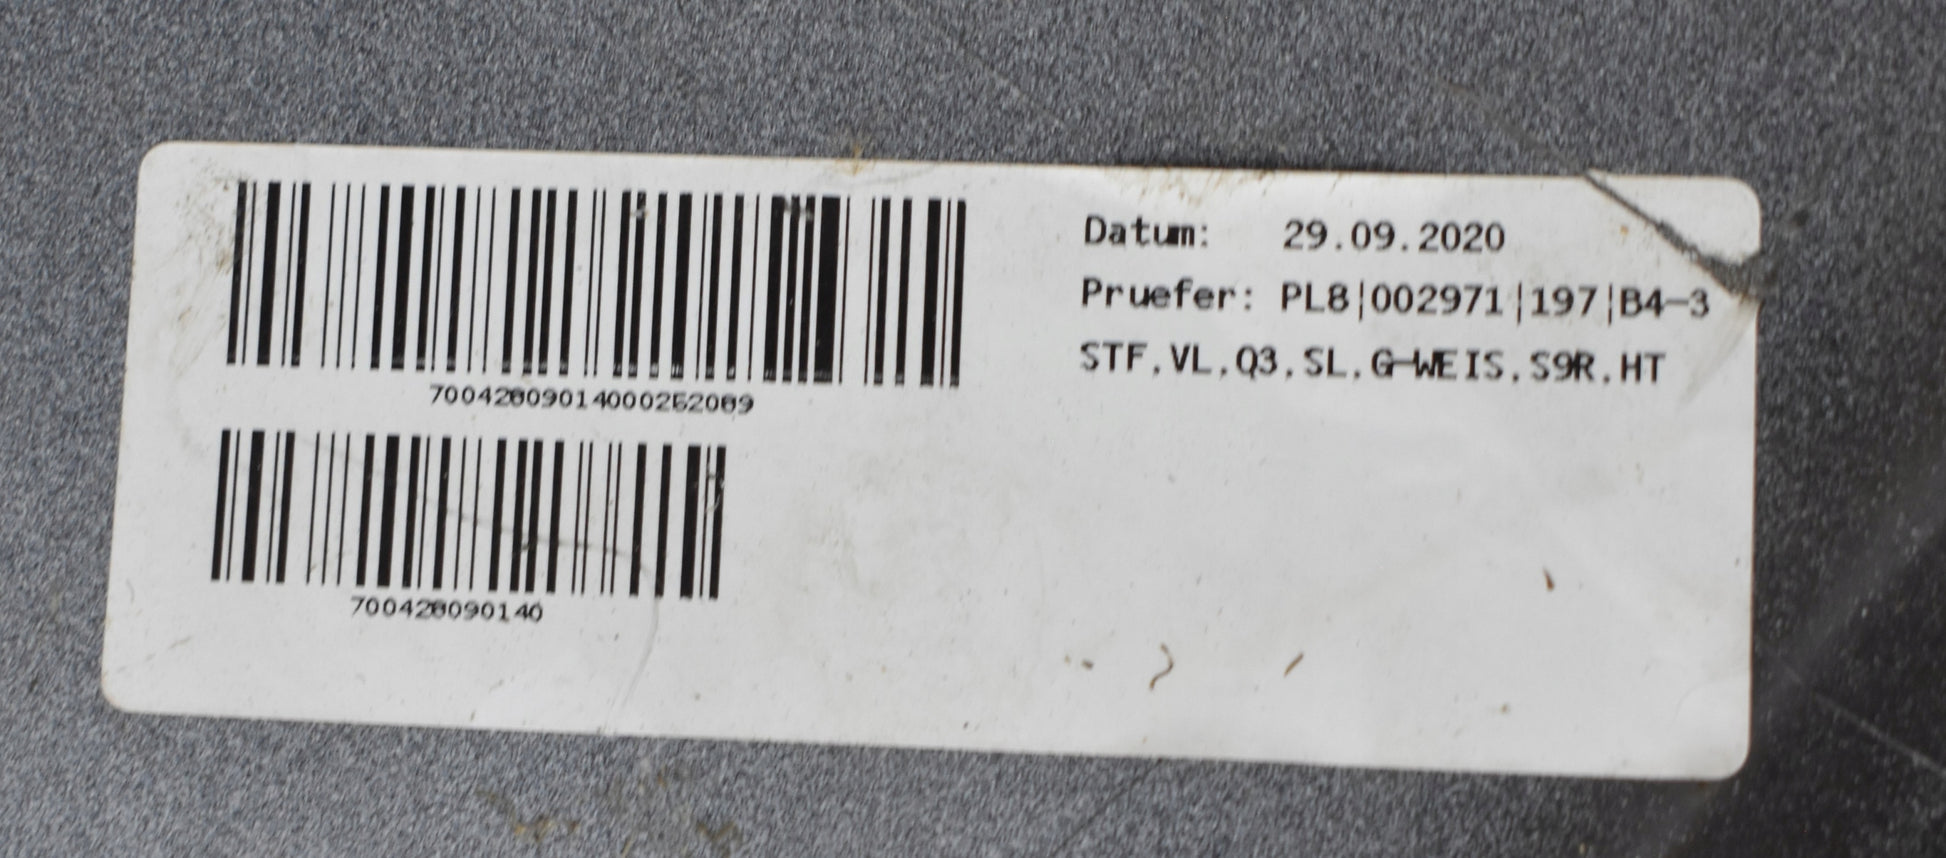 Datum: 29.09.2020
Pruefer: PL8|002971|197|B4-3
STF,VL,Q3,SL,G-WEIS,S9R,HT
70042809014000252089
700428090140